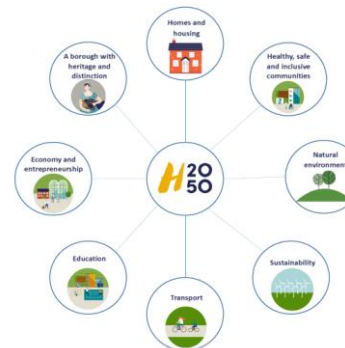 Homes and
housing
A borough with
heritage and
distinction
Healthy, safe
and inclusive
communities
Economy and
entrepreneurship
H 20
50
Natural
environment
Education
Sustainability
Transport